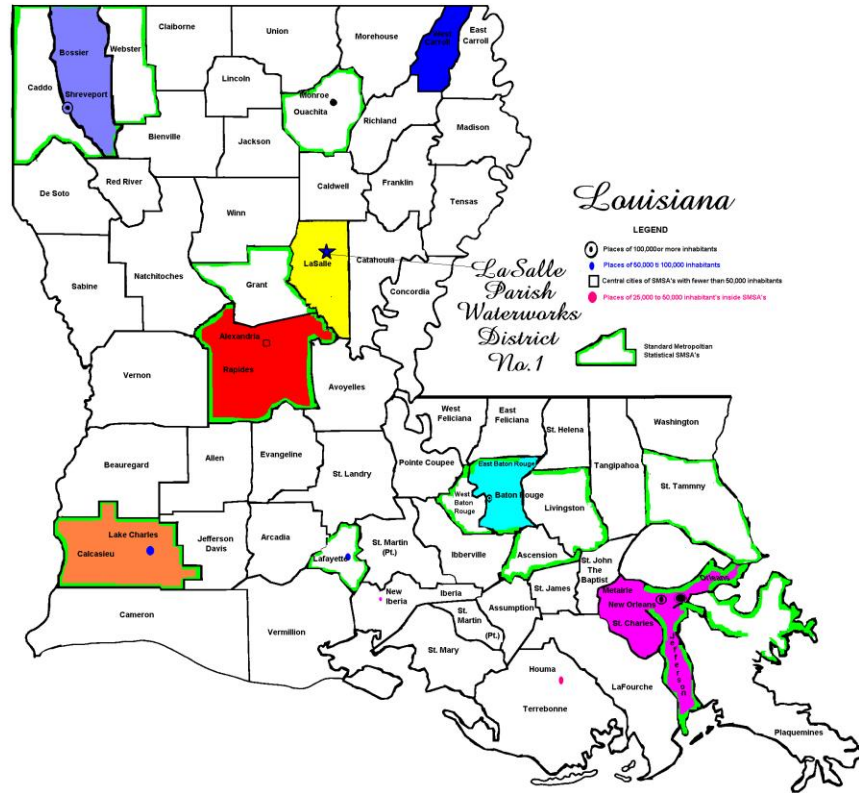 Claiborne
Union
Morehouse
West
Carroll
East
Carroll
Bossier
Webster
Caddo
Shreveport
Lincoln
Monroe
Ouachita
Richland
Madison
Bienville
Jackson
De Soto
Red River
Caldwell
Franklin
Tensas
Winn
Natchitoches
Sabine
LaSalle
Catahoula
Concordia
Grant
Louisiana
LEGEND
Places of 100,000or more inhabitants
Places of 50,000 ti 100,000 inhabitants
Central cities of SMSA's with fewer than 50,000 inhabitants
Places of 25,000 to 50,000 inhabitant's inside SMSA's
Standard Metropoltian
Statistical SMSA's
LaSalle
Parish
Waterworks
District
No.1
Alexandria
Rapides
Vernon
Avoyelles
West
Feliciana
East
Feliciana
St. Helena
Washington
Beauregard
Allen
Evangeline
St. Landry
Pointe Coupee
East Baton Rouge
West
Baton
Rouge
Baton Rouge
Livingston
Tangipahoa
St. Tammny
Lake Charles
Calcasieu
Jefferson
Davis
Arcadia
Lafayette
St. Martin
(Pt.)
Ibberville
Ascension
St. John
The
Baptist
Orleans
Cameron
Vermillion
New
Iberia
Iberia
St.
Martin
(Pt.)
St. Mary
Assumption
St. James
Metairie
New Orleans
St. Charles
Jefferson
Houma
Terrebonne
LaFourche
Plaquemines